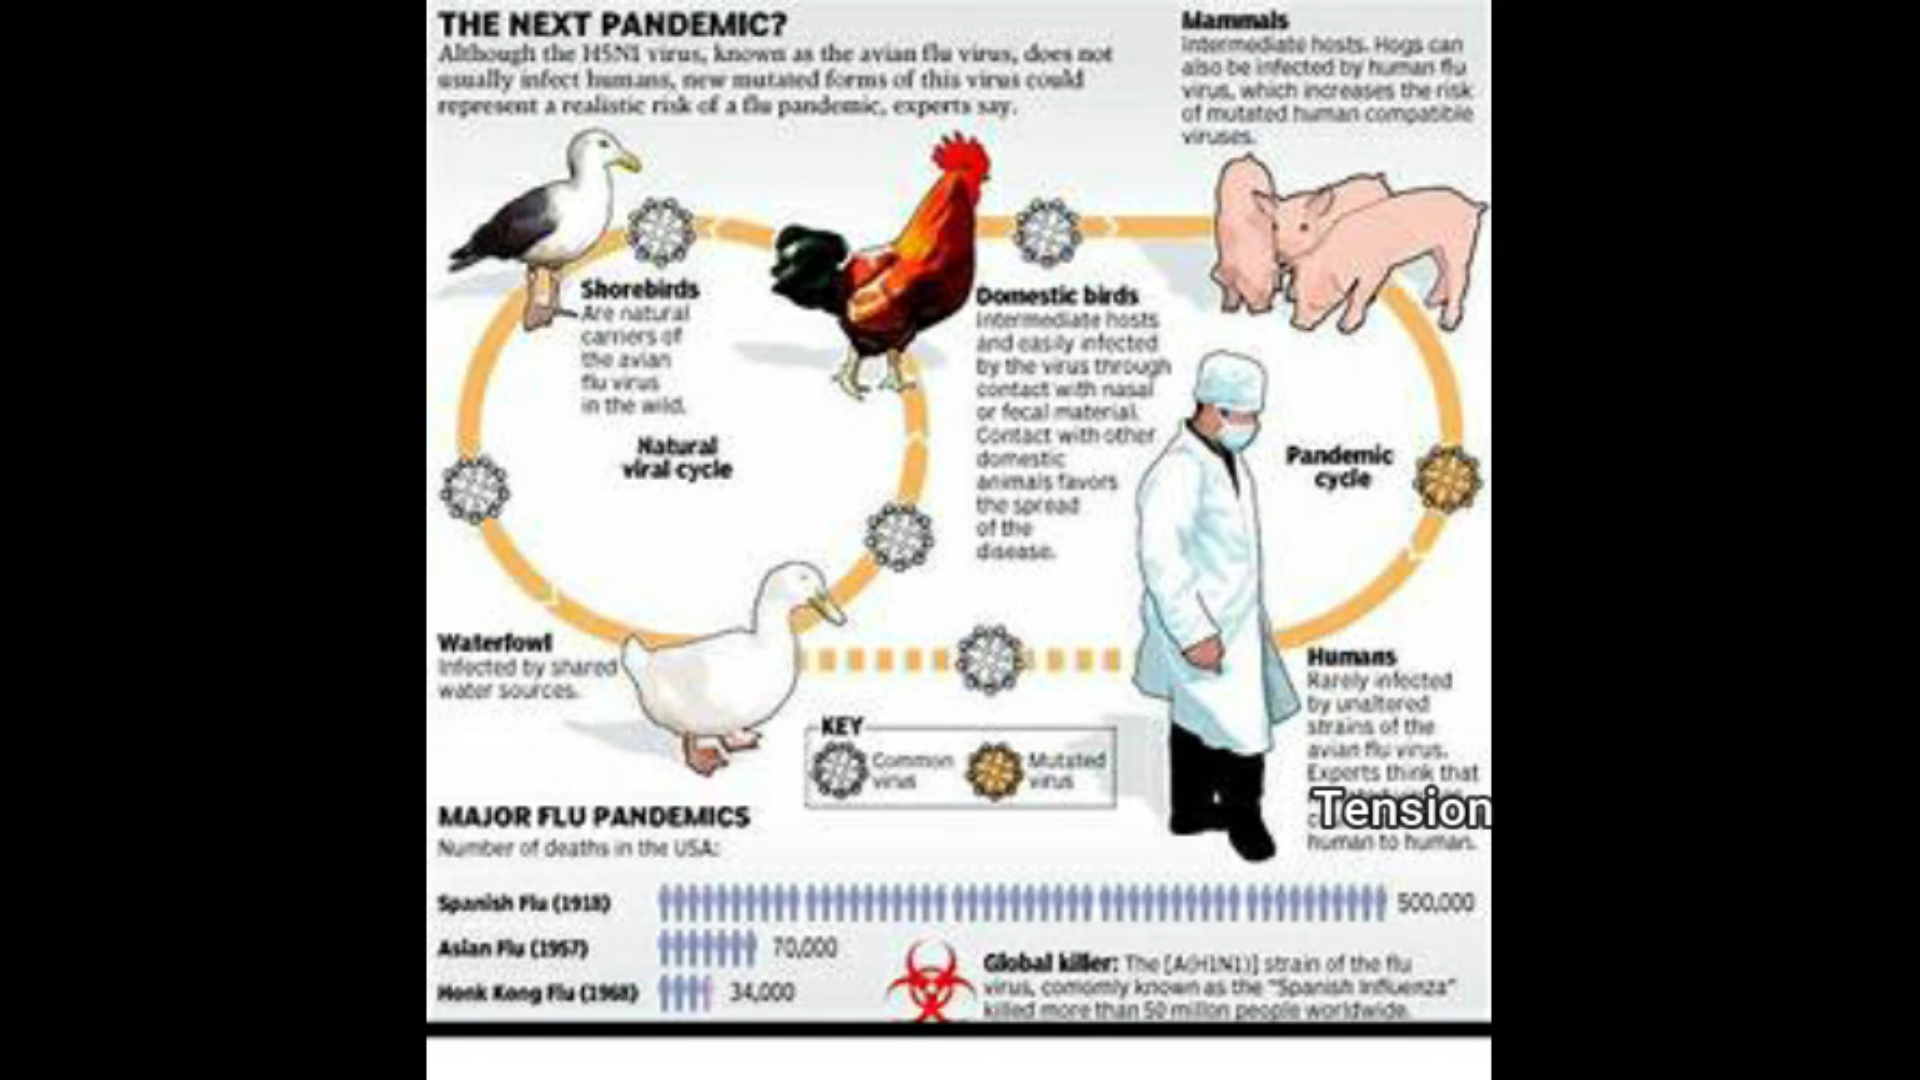 THE NEXT PANDEMIC?
Although the H5N1 virus, known as the avian flu virus, does not
usually infect humans, new mutated forms of this virus could
represent a realistic risk of a flu pandemic, experts say.
Mammals
Intermediate hosts. Hogs can
also be infected by human flu
virus, which increases the risk
of mutated human compatible
viruses.
Shorebirds
Are natural
carriers of
the avian
flu virus
in the wild.
Natural
viral cycle
Domestic birds
Intermediate hosts
and easily infected
by the virus through
contact with nasal
or fecal material.
Contact with other
domestic
animals favors
the spread
of the
disease.
Pandemic
cycle
Waterfowl
Infected by shared
water sources.
Humans
Rarely infected
by unaltered
strains of the
avian flu virus.
Experts think that
Tension
human to human.
KEY
Common
virus
Mutated
virus
MAJOR FLU PANDEMICS
Number of deaths in the USA:
Spanish Flu (1918) 500,000
Asian Flu (1957) 70,000
Honk Kong Flu (1968) 34,000
Global killer: The [A(H1N1)] strain of the flu
virus, comomly known as the "Spanish Influenza"
killed more than 50 millon people worldwide.